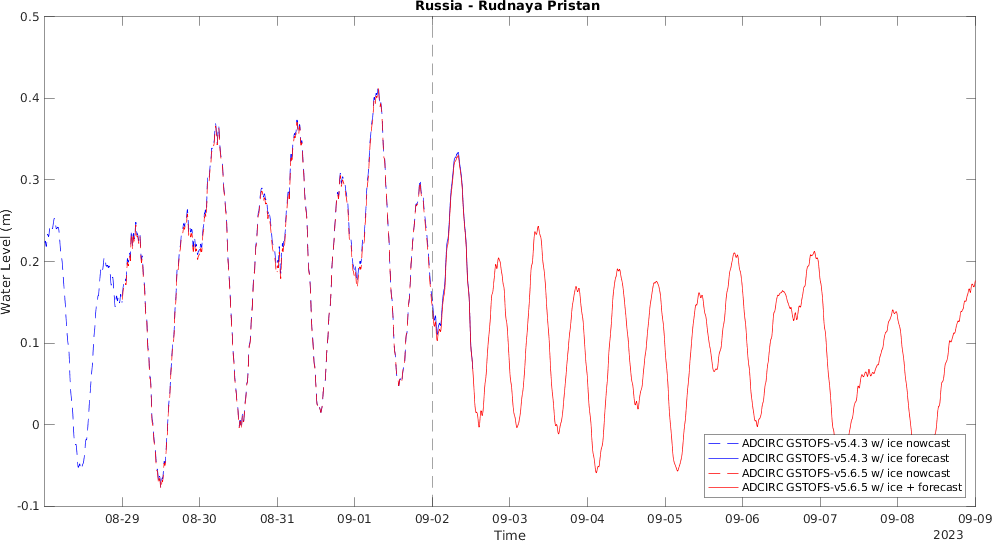 Russia - Rudnaya Pristan
0.5
0.4
0.3
0.2
0.1
0
-0.1
Water Level (m)
ADCIRC GSTOFS-v5.4.3 w/ ice nowcast
ADCIRC GSTOFS-v5.4.3 w/ ice forecast
ADCIRC GSTOFS-v5.6.5 w/ ice nowcast
ADCIRC GSTOFS-v5.6.5 w/ ice + forecast
08-29 08-30 08-31 09-01 09-02 09-03 09-04 09-05 09-06 09-07 09-08 09-09
Time
2023